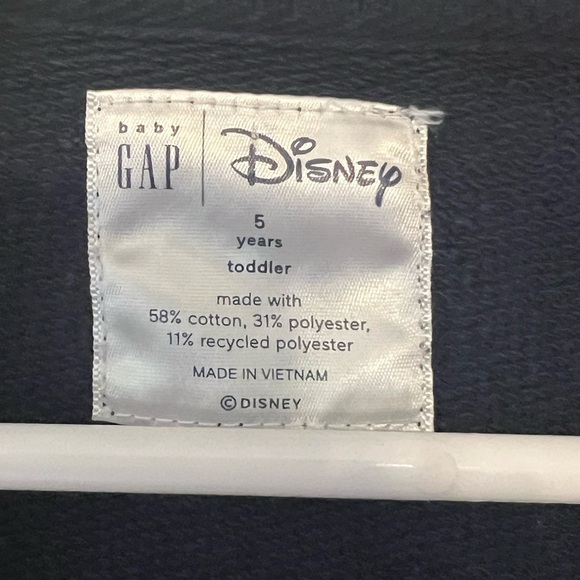 baby
GAP
Disney
5
years
toddler
made with
58% cotton, 31% polyester,
11% recycled polyester
MADE IN VIETNAM
©DISNEY